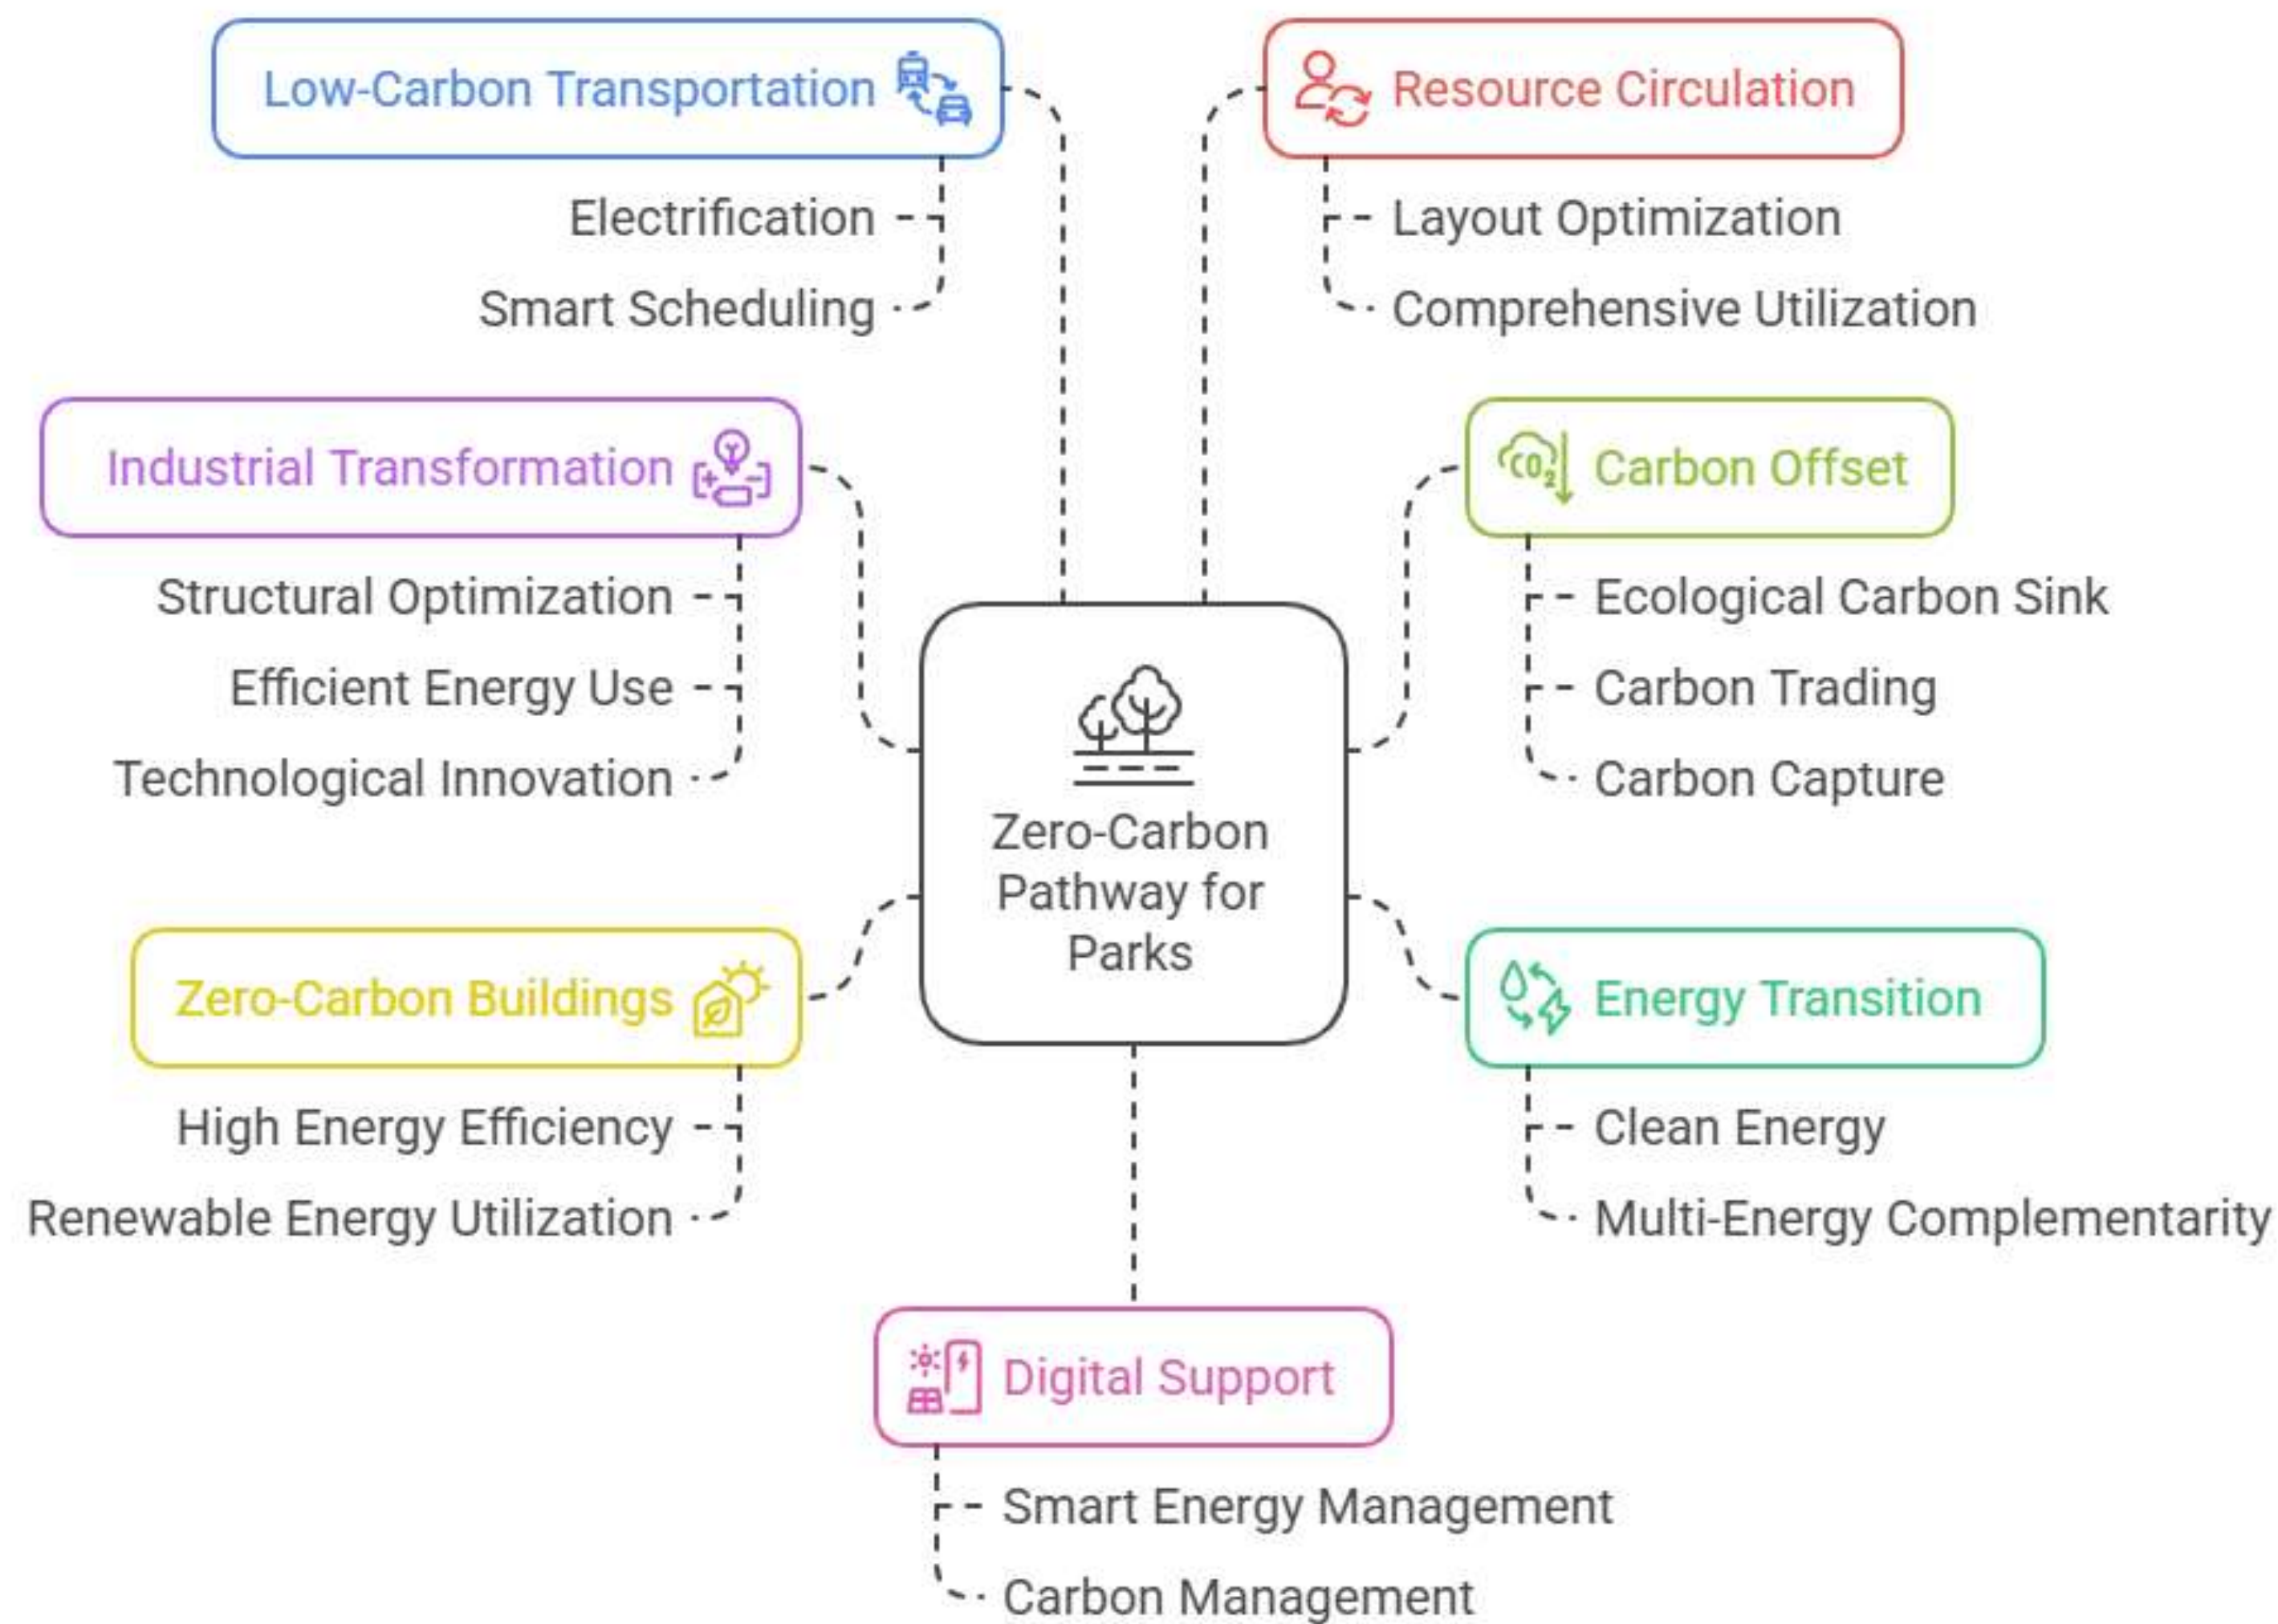 Low-Carbon Transportation
Electrification
Smart Scheduling
Resource Circulation
Layout Optimization
Comprehensive Utilization
Industrial Transformation
Structural Optimization
Efficient Energy Use
Technological Innovation
CO2
Carbon Offset
Ecological Carbon Sink
Carbon Trading
Carbon Capture
Zero-Carbon
Pathway for
Parks
Zero-Carbon Buildings
High Energy Efficiency
Renewable Energy Utilization
Energy Transition
Clean Energy
Multi-Energy Complementarity
Digital Support
Smart Energy Management
Carbon Management